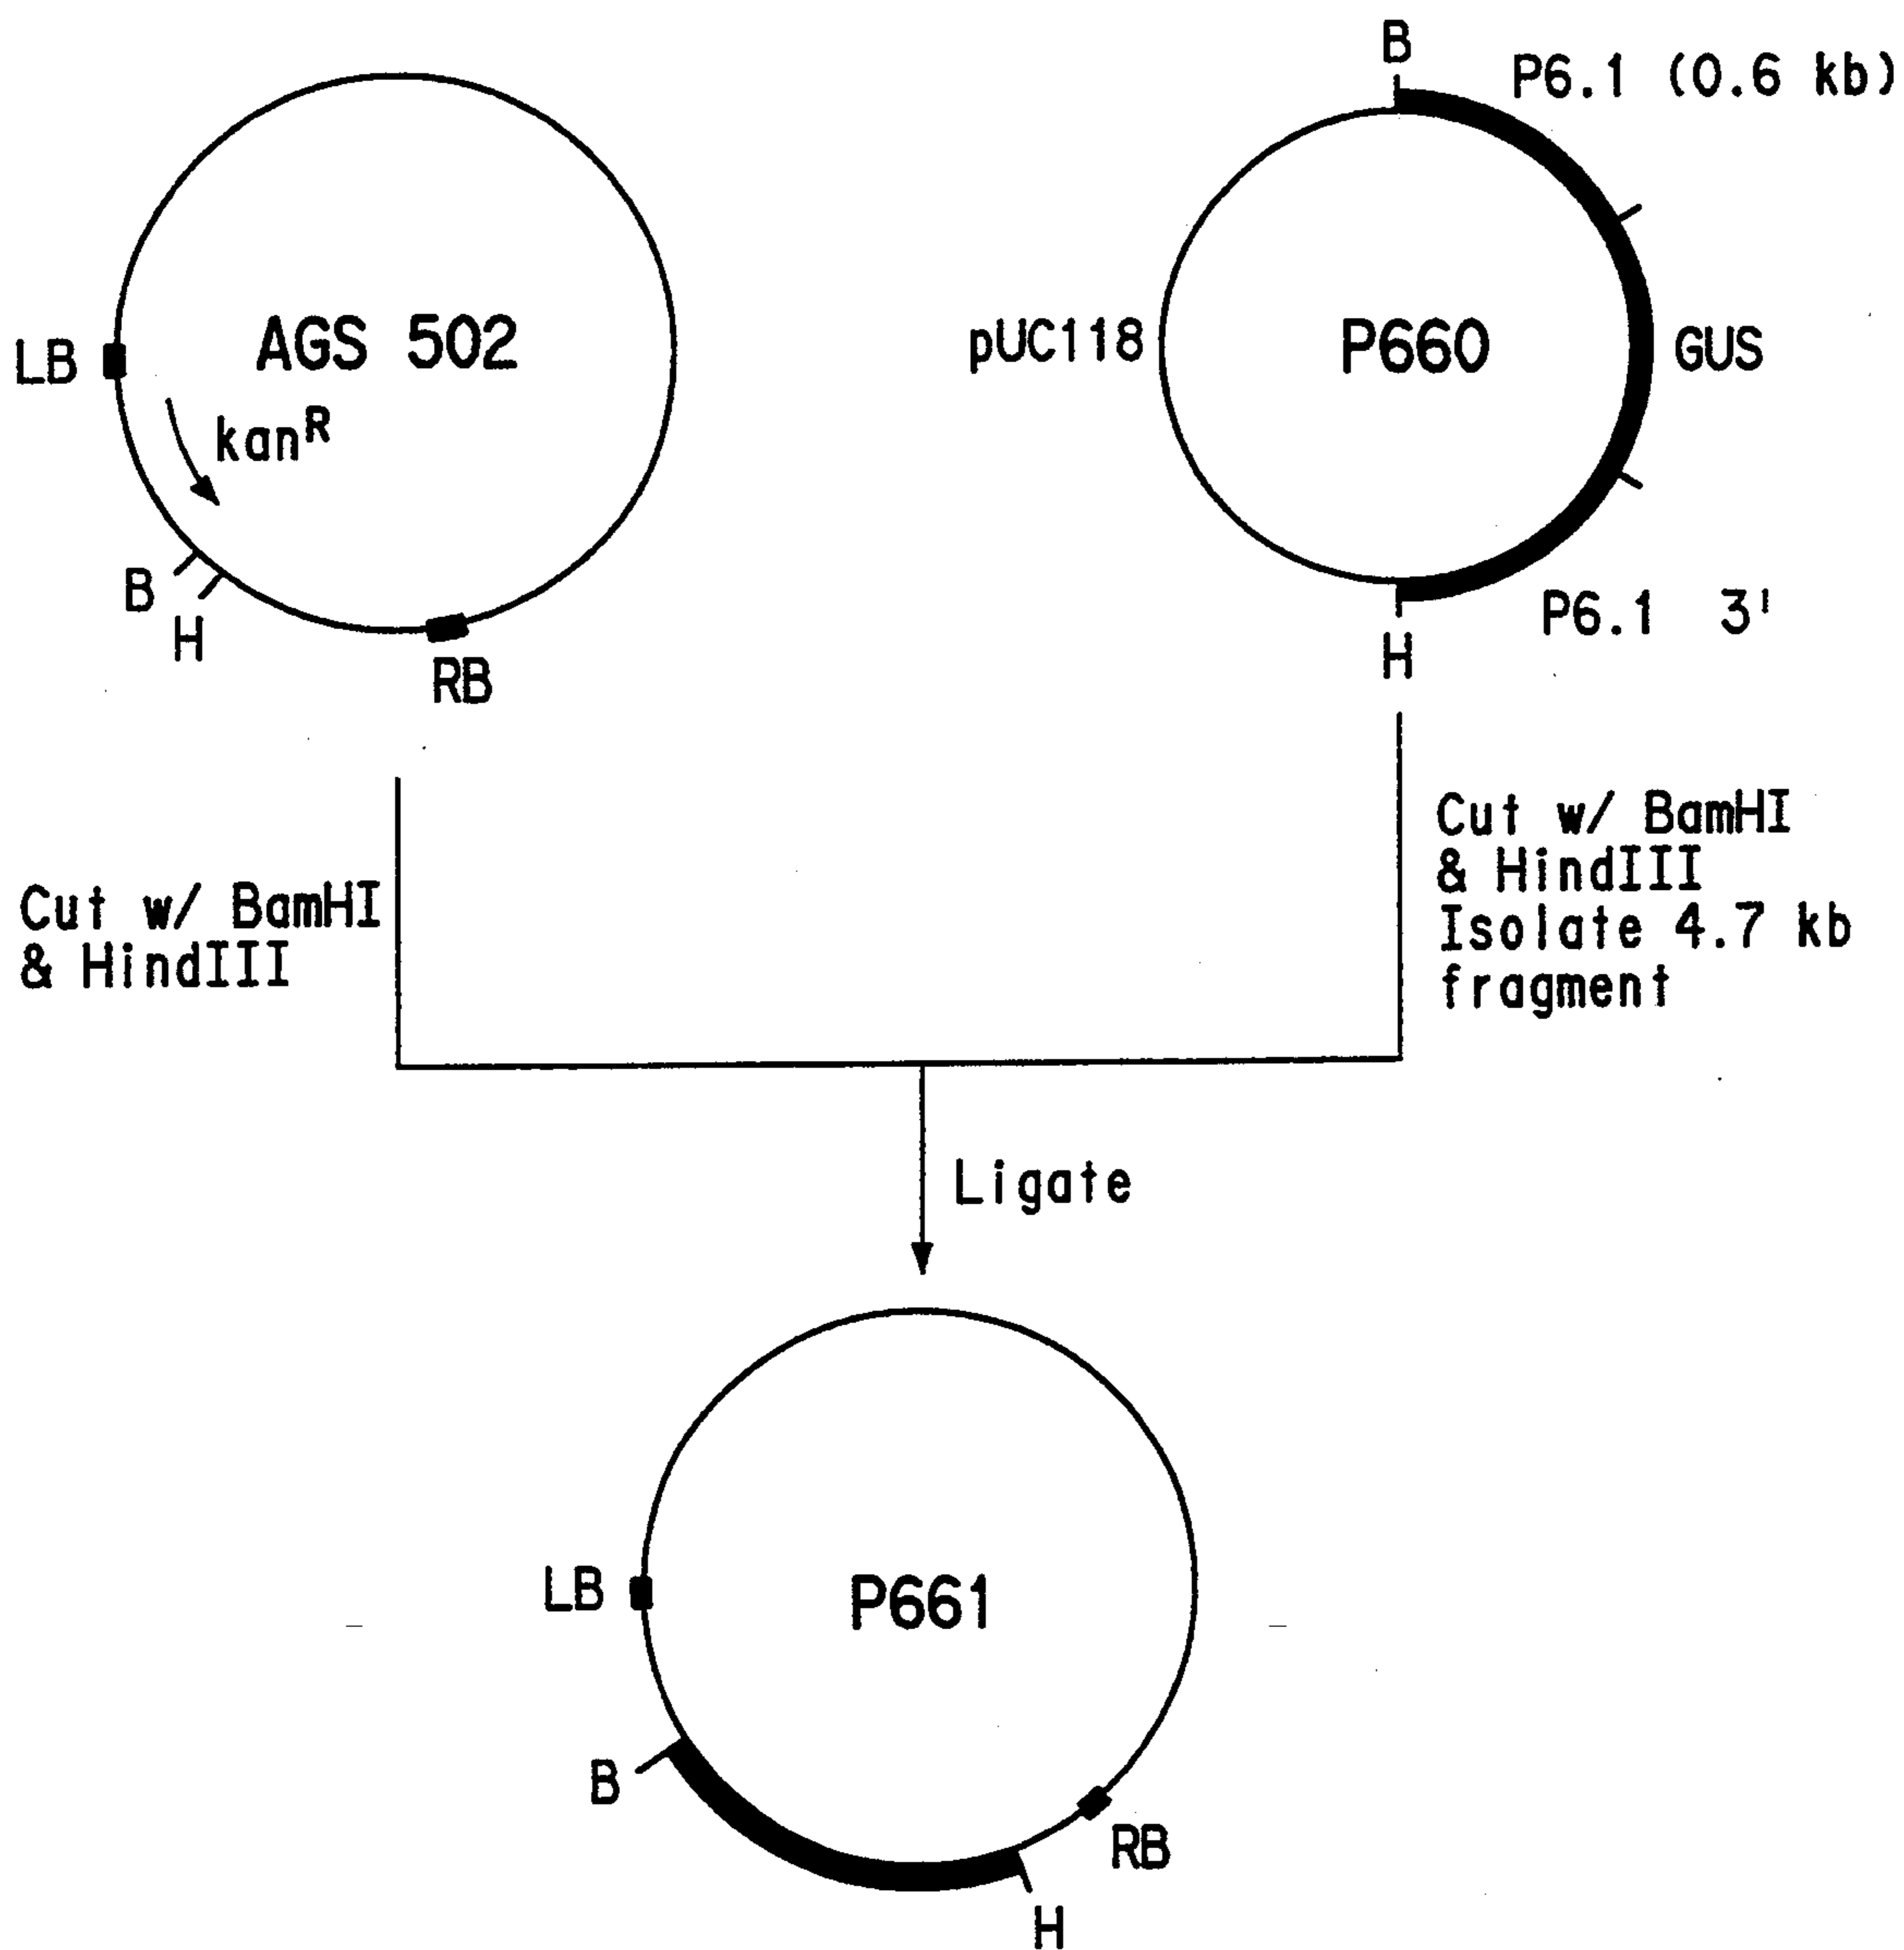 B
P6.1 (0.6 kb)
AGS 502
LB
kanR
B
H
RB
pUC118
P660
GUS
P6.1 3'
H
Cut w/ BamHI
& HindIII
Cut w/ BamHI
& HindIII
Isolate 4.7 kb
fragment
Ligate
LB
P661
B
RB
H